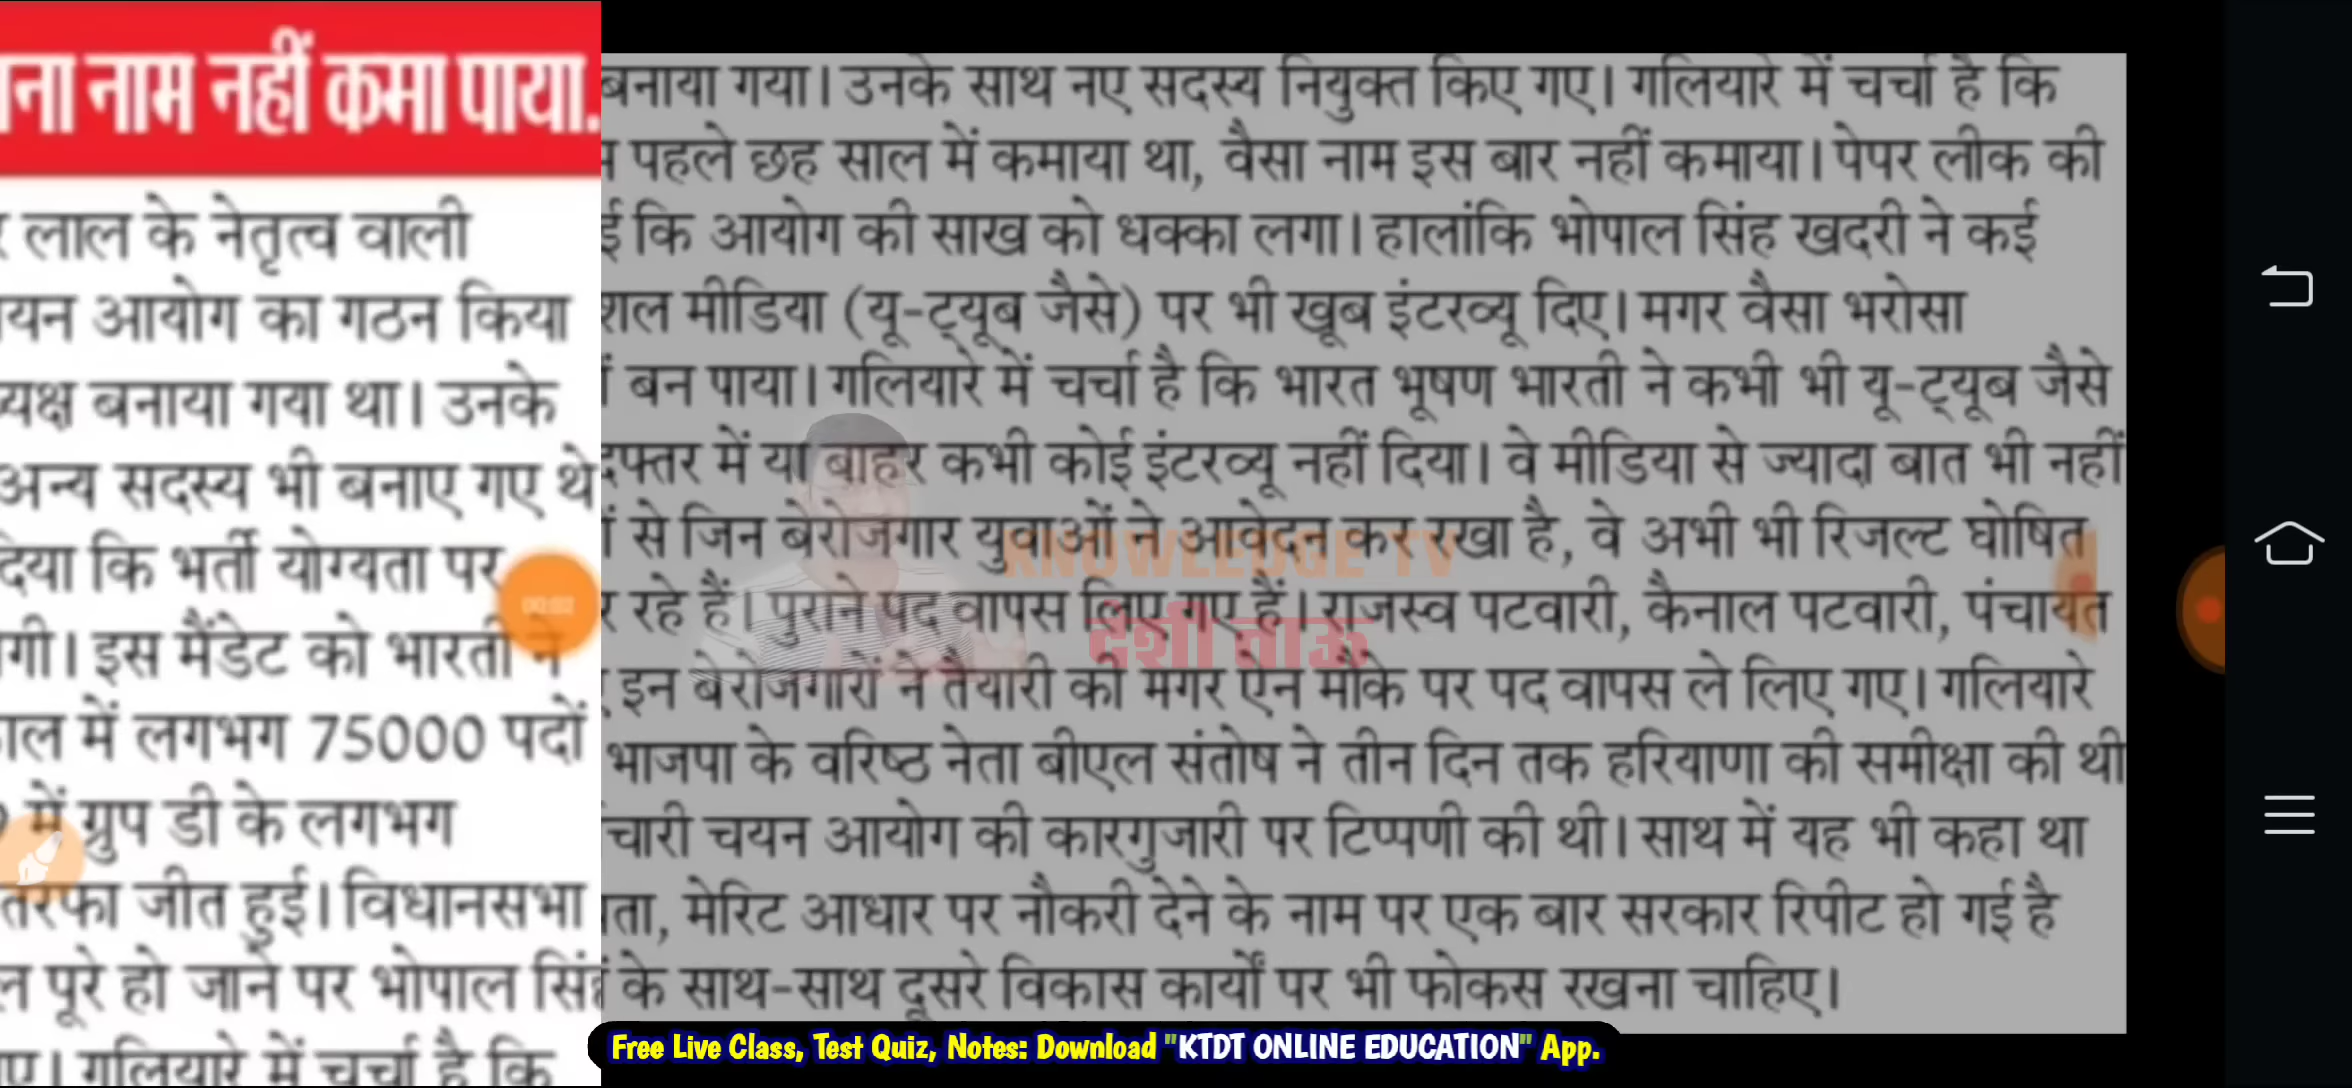 ना नाम नहीं कमा पाया.
लाल के नेतृत्व वाली
यन आयोग का गठन किया
यक्ष बनाया गया था। उनके
अन्य सदस्य भी बनाए गए थे
दिया कि भर्ती योग्यता पर
गी। इस मैंडेट को भारती ने
ाल में लगभग 75000 पदों
में ग्रुप डी के लगभग
तरफा जीत हुई। विधानसभा
ल पूरे हो जाने पर भोपाल सिंह
ए। गलियारे में चर्चा है कि
00:02
बनाया गया। उनके साथ नए सदस्य नियुक्त किए गए। गलियारे में चर्चा है कि
पहले छह साल में कमाया था, वैसा नाम इस बार नहीं कमाया। पेपर लीक की
ई कि आयोग की साख को धक्का लगा। हालांकि भोपाल सिंह खदरी ने कई
शल मीडिया (यू-ट्यूब जैसे) पर भी खूब इंटरव्यू दिए। मगर वैसा भरोसा
बन पाया। गलियारे में चर्चा है कि भारत भूषण भारती ने कभी भी यू-ट्यूब जैसे
दफ्तर में या बाहर कभी कोई इंटरव्यू नहीं दिया। वे मीडिया से ज्यादा बात भी नहीं
ं से जिन बेरोजगार युवाओं ने आवेदन कर रखा है, वे अभी भी रिजल्ट घोषित
र रहे हैं। पुराने पद वापस लिए गए हैं। राजस्व पटवारी, कैनाल पटवारी, पंचायत
इन बेरोजगारों ने तैयारी की मगर ऐन मौके पर पद वापस ले लिए गए। गलियारे
भाजपा के वरिष्ठ नेता बीएल संतोष ने तीन दिन तक हरियाणा की समीक्षा की थी
चारी चयन आयोग की कारगुजारी पर टिप्पणी की थी। साथ में यह भी कहा था
यता, मेरिट आधार पर नौकरी देने के नाम पर एक बार सरकार रिपीट हो गई है
के साथ-साथ दूसरे विकास कार्यों पर भी फोकस रखना चाहिए।
KNOWLEDGE TV
देशी ताऊ
Free Live Class, Test Quiz, Notes: Download "KTDT ONLINE EDUCATION" App.